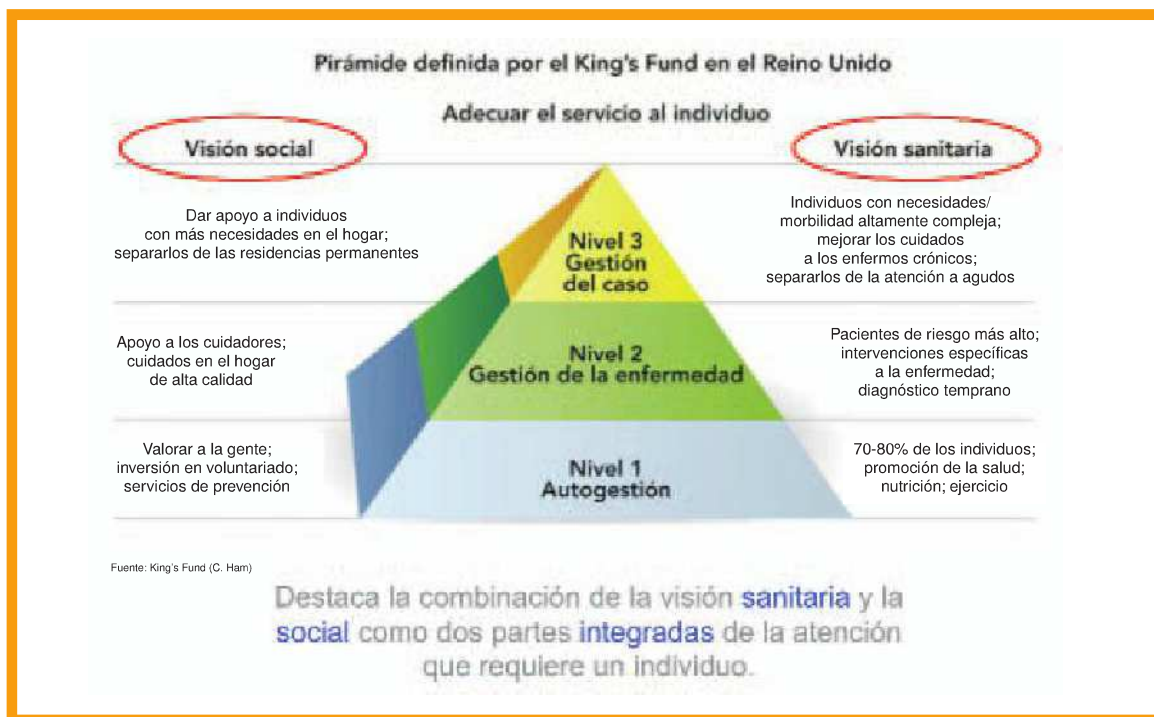 Pirámide definida por el King's Fund en el Reino Unido
Adecuar el servicio al individuo
Visión social
Visión sanitaria
Dar apoyo a individuos
con más necesidades en el hogar;
separarlos de las residencias permanentes
Nivel 3
Gestión
del caso
Individuos con necesidades/
morbilidad altamente compleja;
mejorar los cuidados
a los enfermos crónicos;
separarlos de la atención a agudos
Apoyo a los cuidadores;
cuidados en el hogar
de alta calidad
Nivel 2
Gestión de la enfermedad
Pacientes de riesgo más alto;
intervenciones específicas
a la enfermedad;
diagnóstico temprano
Valorar a la gente;
inversión en voluntariado;
servicios de prevención
Nivel 1
Autogestión
70-80% de los individuos;
promoción de la salud;
nutrición; ejercicio
Fuente: King's Fund (C. Ham)
Destaca la combinación de la visión sanitaria y la
social como dos partes integradas de la atención
que requiere un individuo.